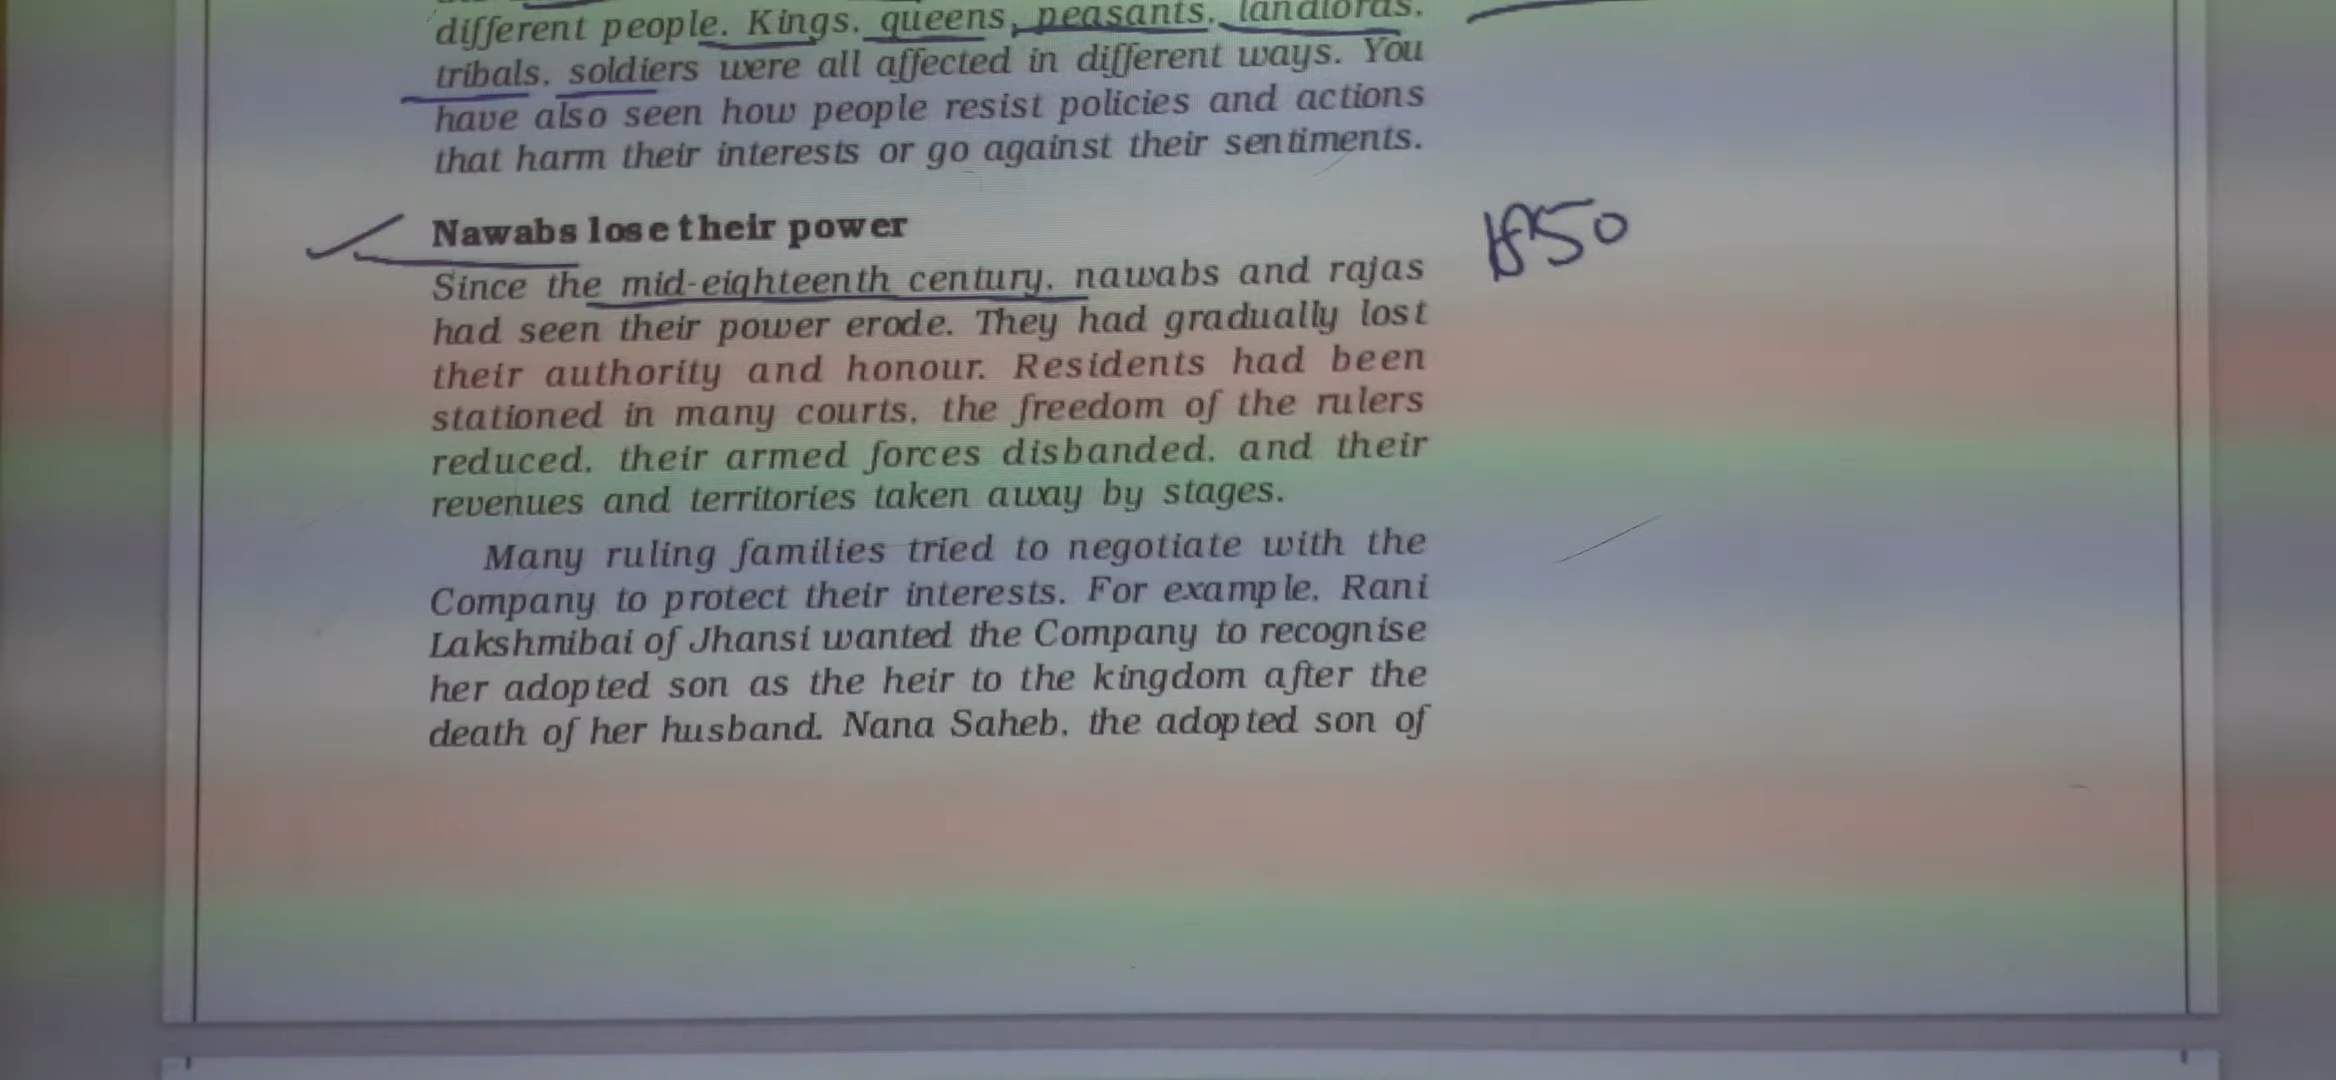 different people. Kings, queens, peasants, landlords,
tribals, soldiers were all affected in different ways. You
have also seen how people resist policies and actions
that harm their interests or go against their sentiments.
Nawabs lose their power
1850
Since the mid-eighteenth century, nawabs and rajas
had seen their power erode. They had gradually lost
their authority and honour. Residents had been
stationed in many courts, the freedom of the rulers
reduced, their armed forces disbanded, and their
revenues and territories taken away by stages.
Many ruling families tried to negotiate with the
Company to protect their interests. For example, Rani
Lakshmibai of Jhansi wanted the Company to recognise
her adopted son as the heir to the kingdom after the
death of her husband. Nana Saheb, the adopted son of